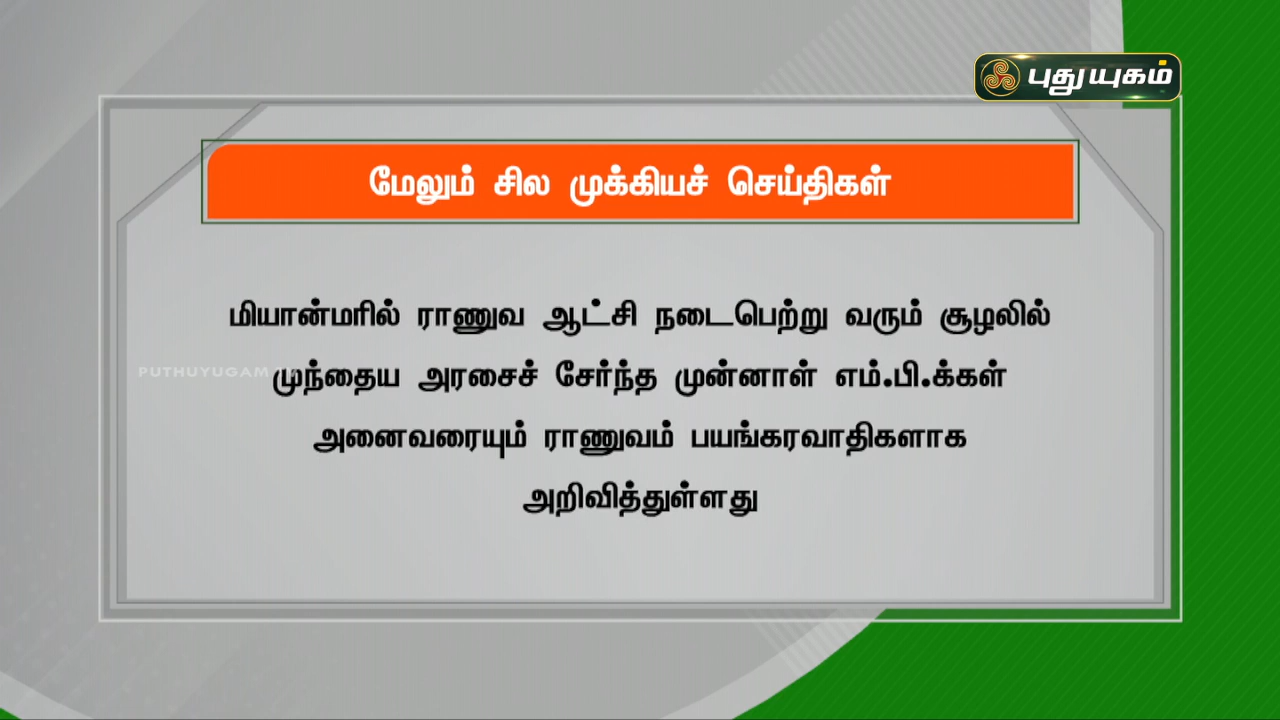 புதுயுகம்
மேலும் சில முக்கியச் செய்திகள்
மியான்மரில் ராணுவ ஆட்சி நடைபெற்று வரும் சூழலில்
PUTHUYUGAM TV
முந்தைய அரசைச் சேர்ந்த முன்னாள் எம்.பி.க்கள்
அனைவரையும் ராணுவம் பயங்கரவாதிகளாக
அறிவித்துள்ளது